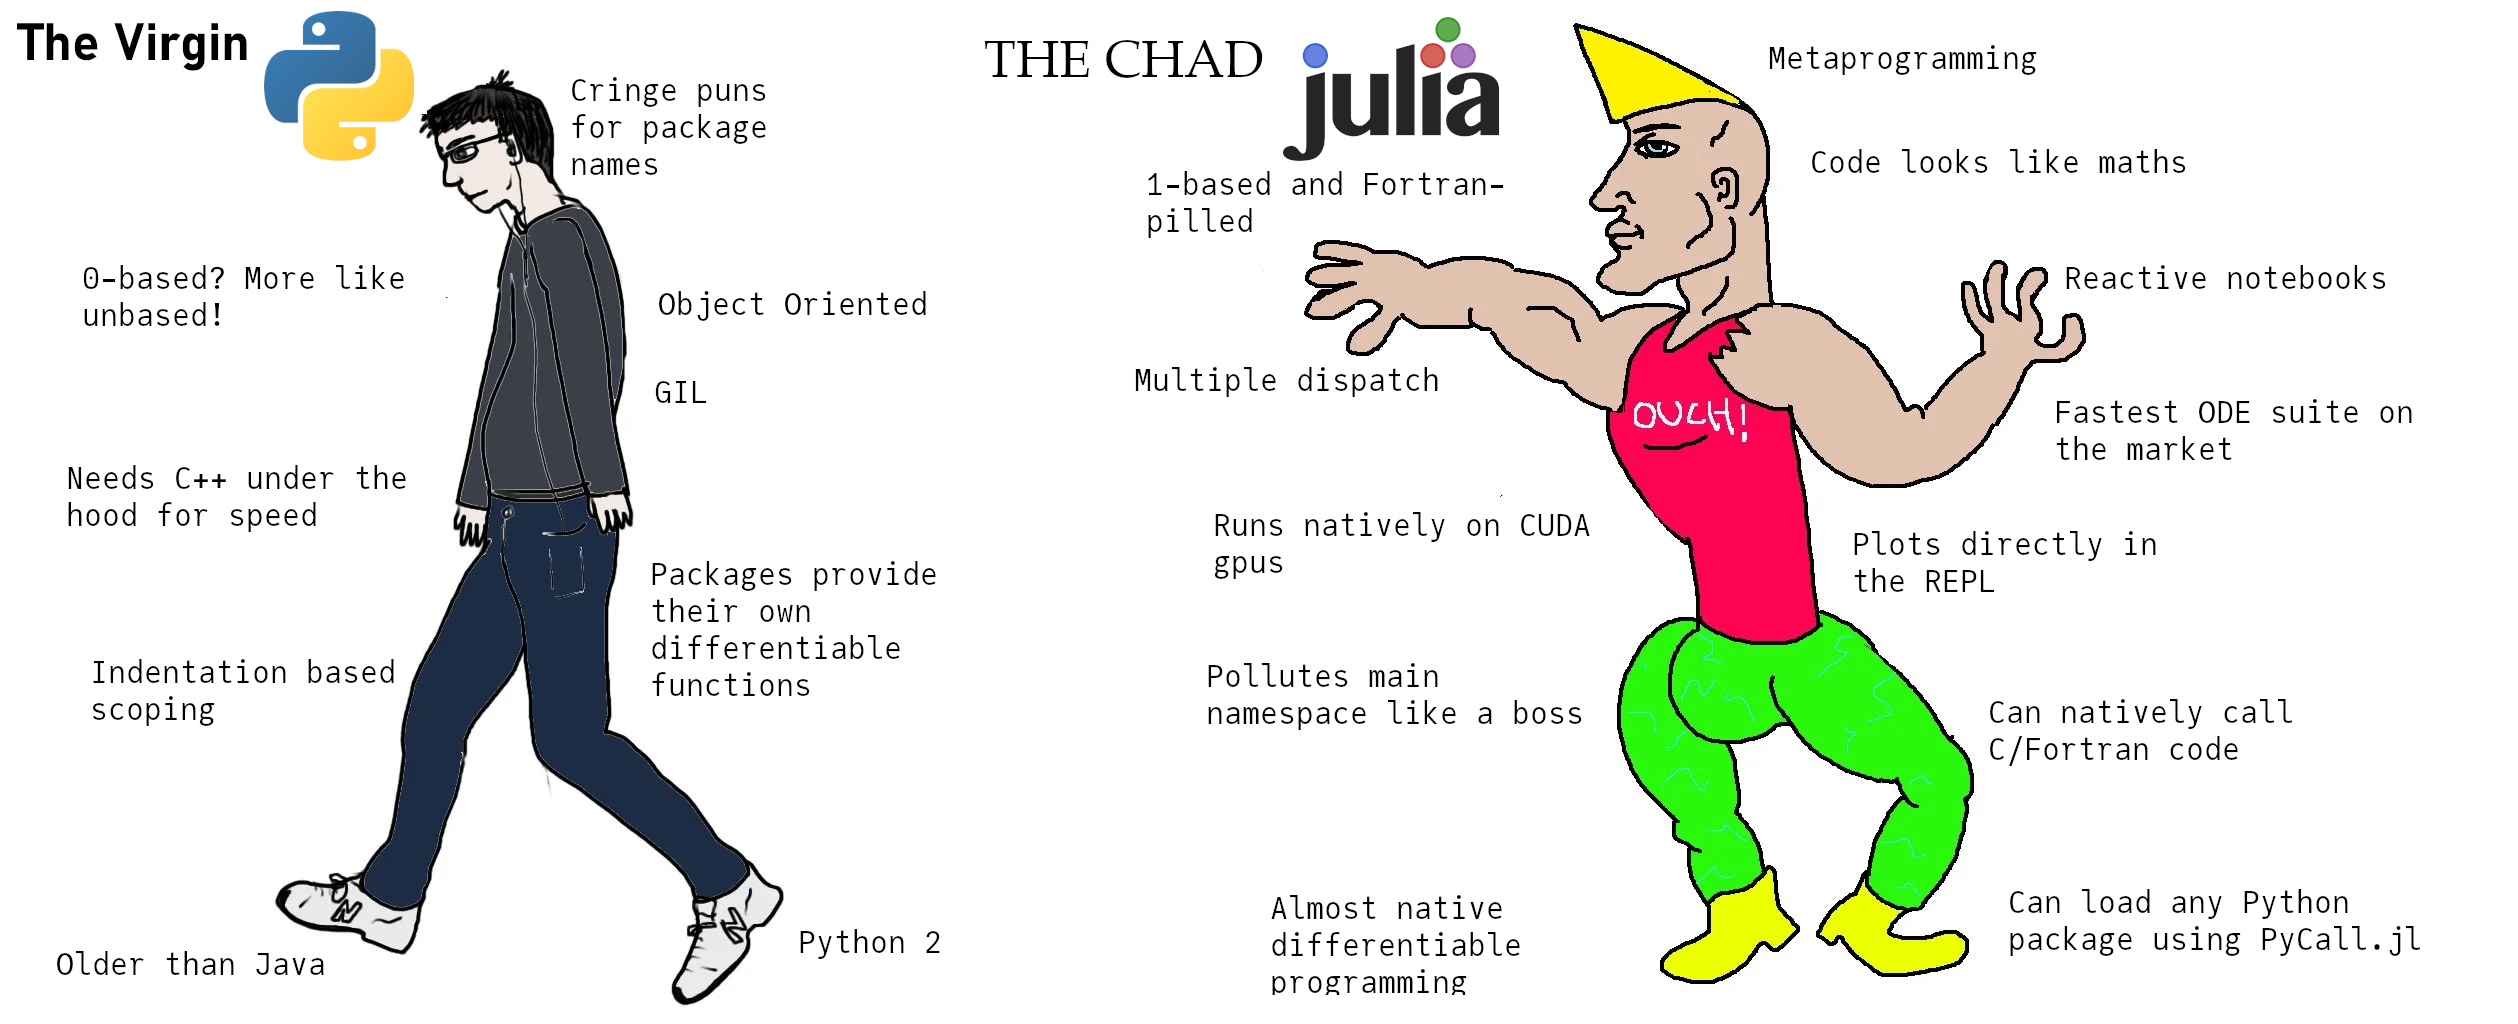 The Virgin
Cringe puns
for package
names
0-based? More like
unbased!
Object Oriented
GIL
Needs C++ under the
hood for speed
Packages provide
their own
differentiable
functions
Indentation based
scoping
Older than Java
Python 2
N
N
THE CHAD
julia
Metaprogramming
Code looks like maths
1-based and Fortran-
pilled
Reactive notebooks
Multiple dispatch
OUCH!
Fastest ODE suite on
the market
Runs natively on CUDA
gpus
Plots directly in
the REPL
Pollutes main
namespace like a boss
Can natively call
C/Fortran code
Almost native
differentiable
programming
Can load any Python
package using PyCall.jl